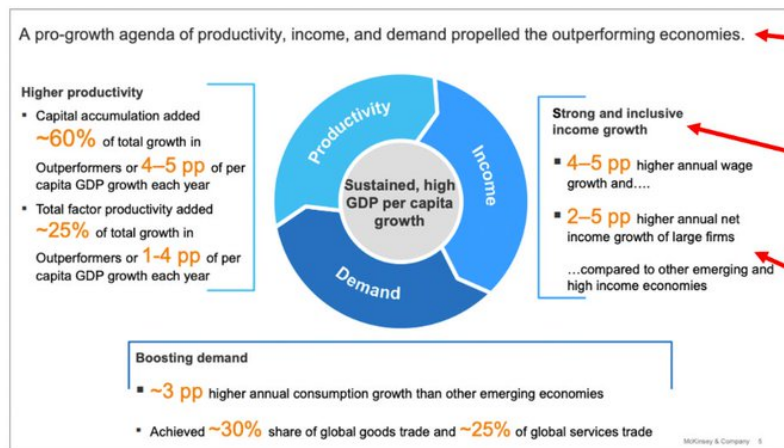 A pro-growth agenda of productivity, income, and demand propelled the outperforming economies.
Higher productivity
▪ Capital accumulation added
~60% of total growth in
Outperformers or 4–5 pp of per
capita GDP growth each year
▪ Total factor productivity added
~25% of total growth in
Outperformers or 1-4 pp of per
capita GDP growth each year
Productivity
Income
Demand
Sustained, high
GDP per capita
growth
Strong and inclusive
income growth
▪ 4–5 pp higher annual wage
growth and....
▪ 2–5 pp higher annual net
income growth of large firms
...compared to other emerging and
high income economies
Boosting demand
▪ ~3 pp higher annual consumption growth than other emerging economies
▪ Achieved ~30% share of global goods trade and ~25% of global services trade
McKinsey & Company 5